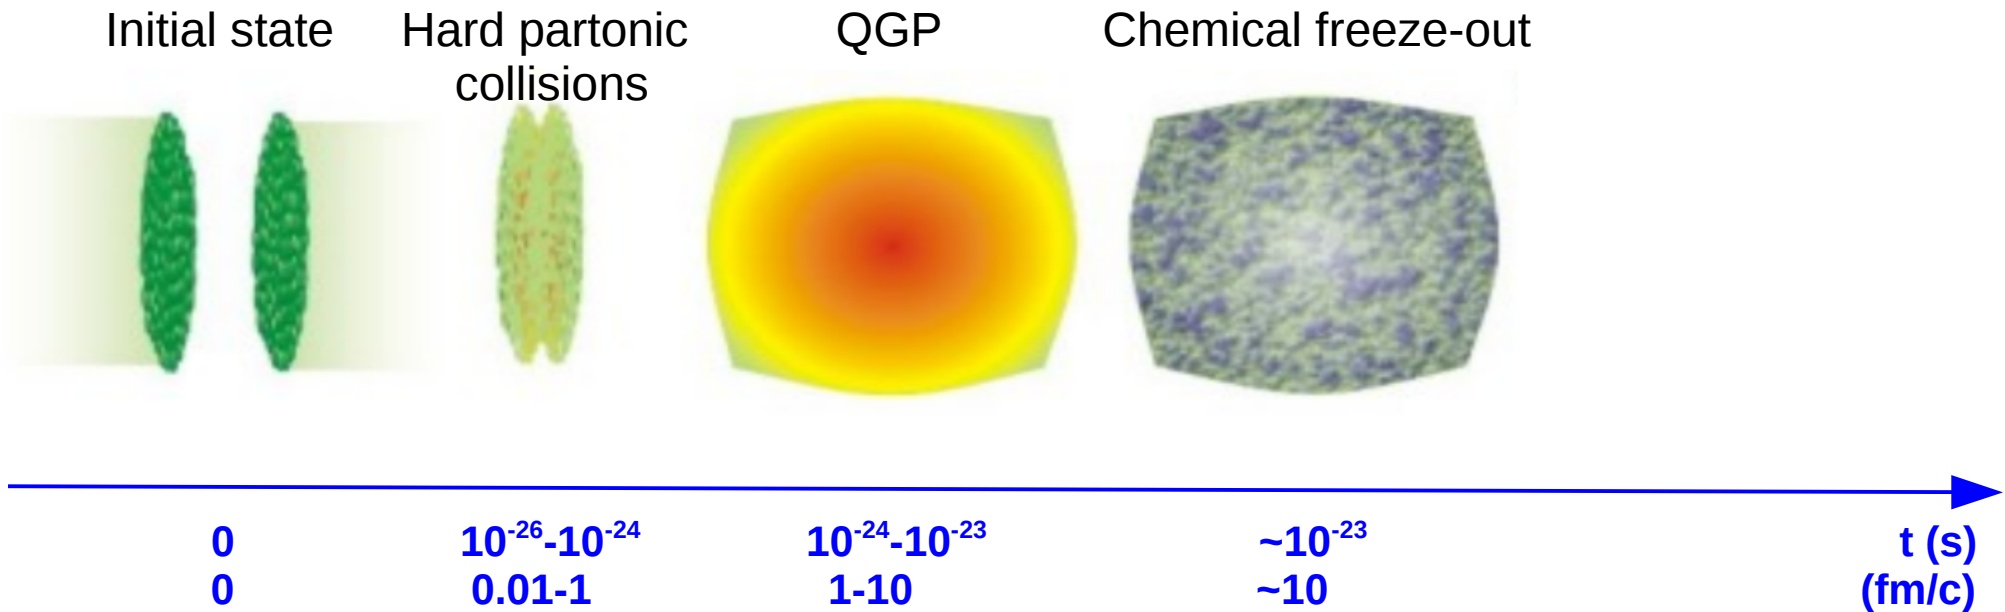 Initial state Hard partonic collisions QGP Chemical freeze-out
0 10^-26-10^-24 10^-24-10^-23 ~10^-23 t (s)
0 0.01-1 1-10 ~10 (fm/c)